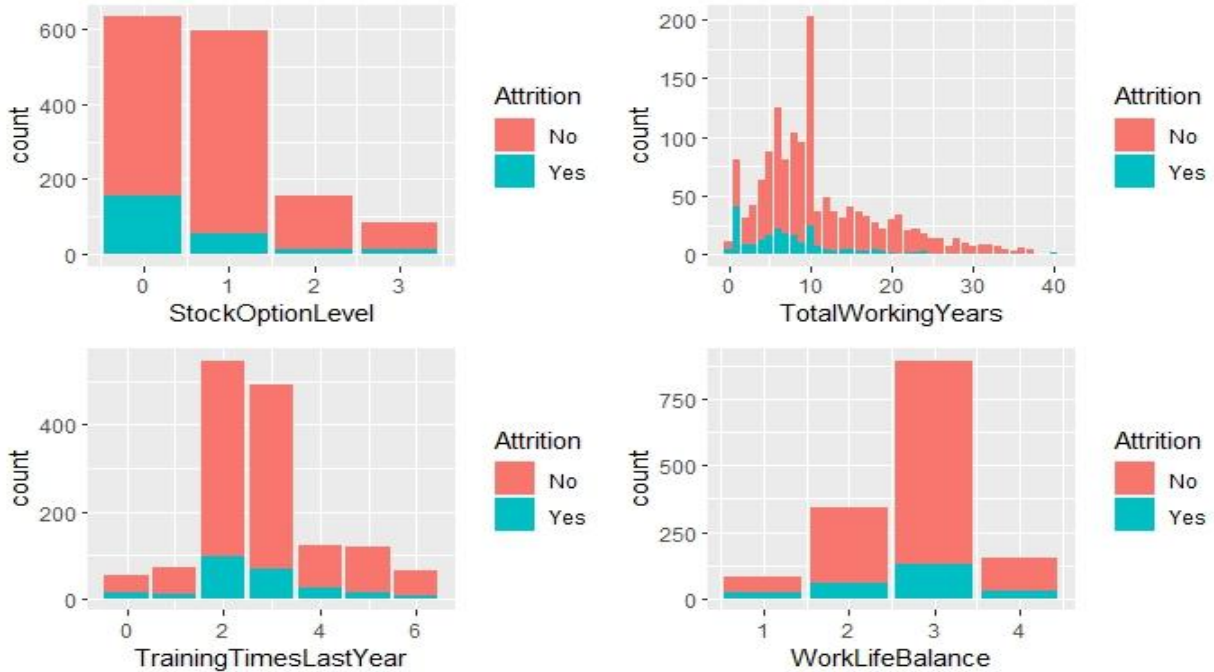 600
400
200
0
count
0 1 2 3
StockOptionLevel
Attrition
No
Yes
200
150
100
50
0
count
0 10 20 30 40
TotalWorkingYears
Attrition
No
Yes
400
200
0
count
0 2 4 6
TrainingTimesLastYear
Attrition
No
Yes
750
500
250
0
count
1 2 3 4
WorkLifeBalance
Attrition
No
Yes